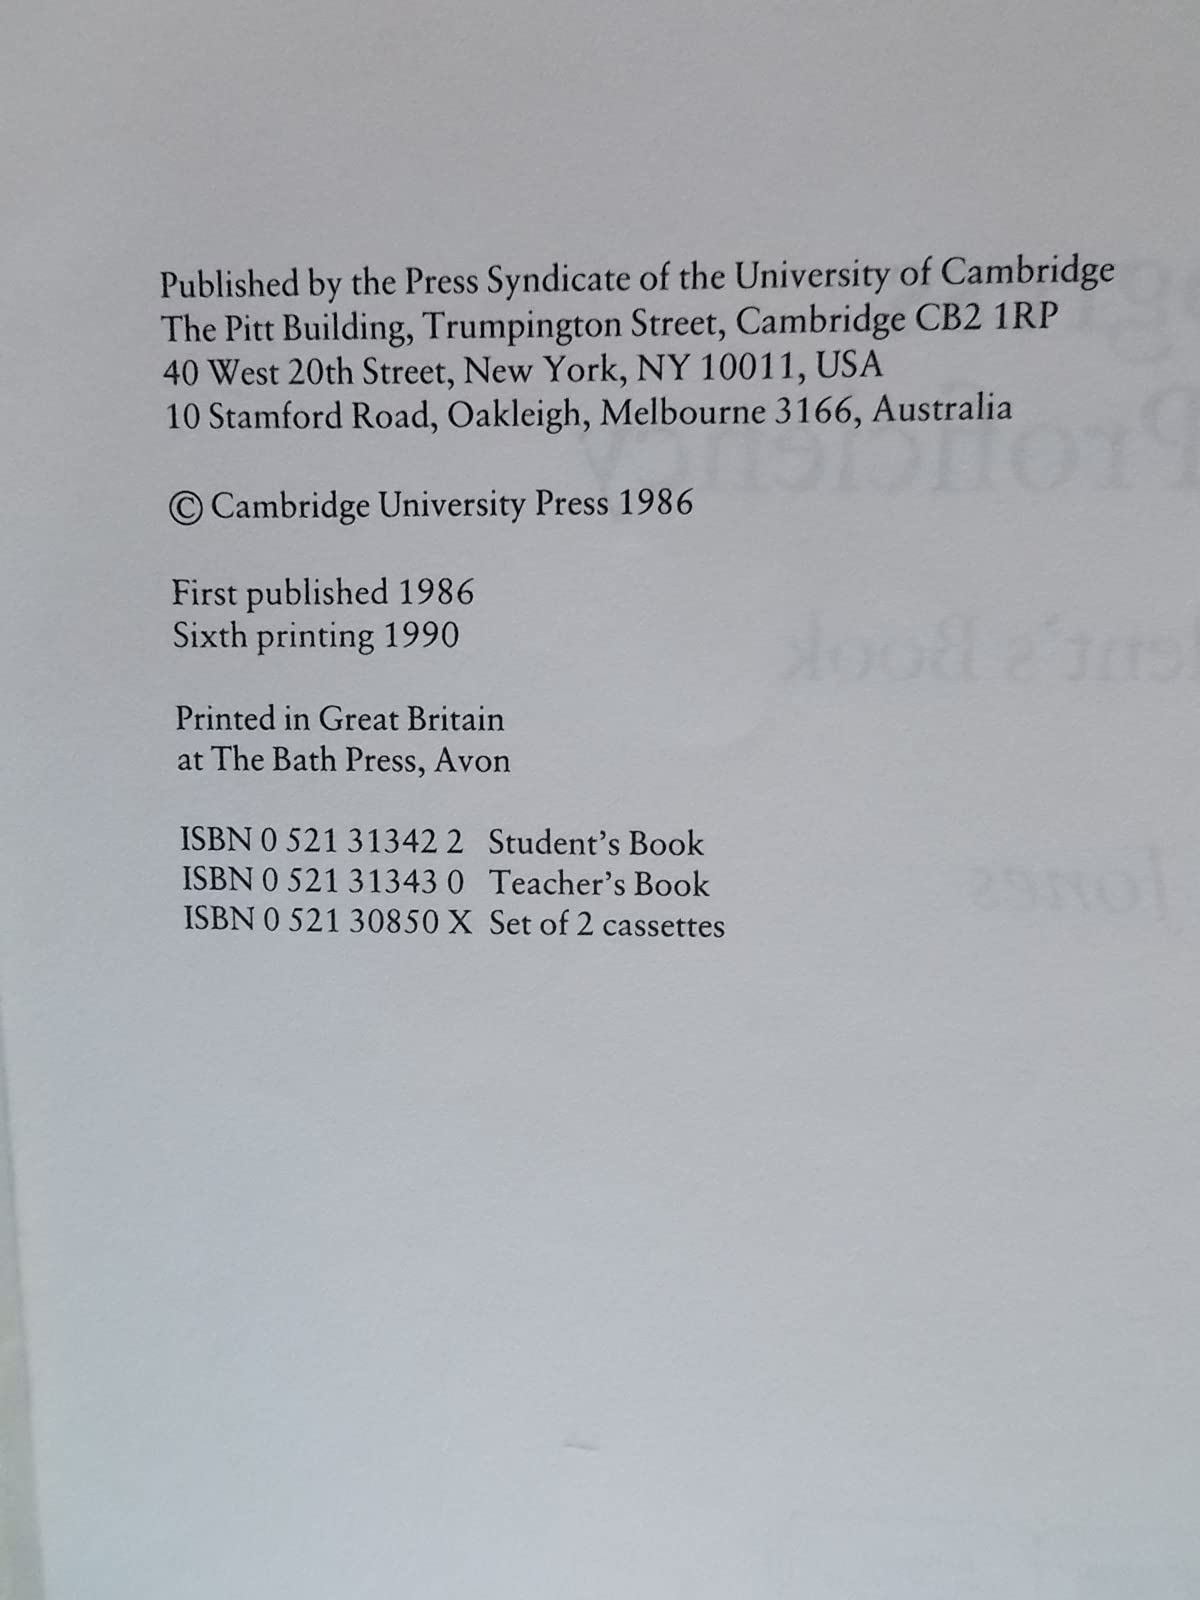 Published by the Press Syndicate of the University of Cambridge
The Pitt Building, Trumpington Street, Cambridge CB2 1RP
40 West 20th Street, New York, NY 10011, USA
10 Stamford Road, Oakleigh, Melbourne 3166, Australia
© Cambridge University Press 1986
First published 1986
Sixth printing 1990
Printed in Great Britain
at The Bath Press, Avon
ISBN 0 521 31342 2 Student's Book
ISBN 0 521 31343 0 Teacher's Book
ISBN 0 521 30850 X Set of 2 cassettes
Proficiency
Book
Jones